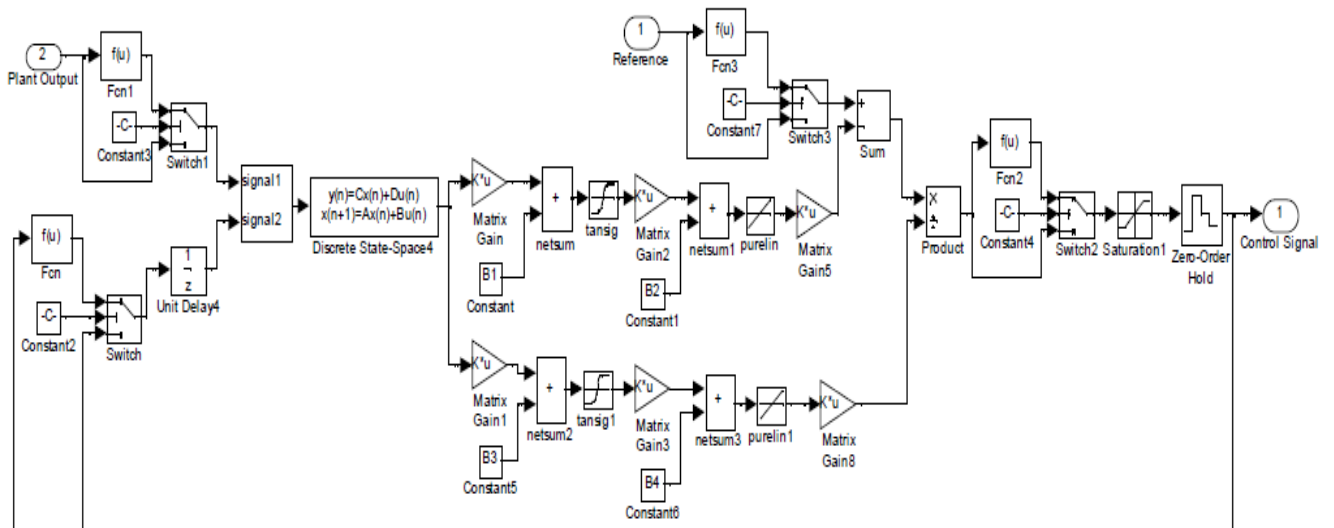 2
Plant Output
f(u)
Fcn1
-C-
Constant3
Switch1
signal1
signal2
f(u)
Fcn
-C-
Constant2
Switch
1
z
Unit Delay4
y(n)=Cx(n)+Du(n)
x(n+1)=Ax(n)+Bu(n)
Discrete State-Space4
K*u
Matrix
Gain
+
netsum
B1
Constant
tansig
K*u
Matrix
Gain2
+
netsum1
B2
Constant1
purelin
K*u
Matrix
Gain5
1
Reference
f(u)
Fcn3
-C-
Constant7
Switch3
+
-
Sum
X
÷
Product
f(u)
Fcn2
-C-
Constant4
Switch2
Saturation1
Zero-Order
Hold
1
Control Signal
K*u
Matrix
Gain1
+
netsum2
B3
Constant5
tansig1
K*u
Matrix
Gain3
+
netsum3
B4
Constant6
purelin1
K*u
Matrix
Gain8